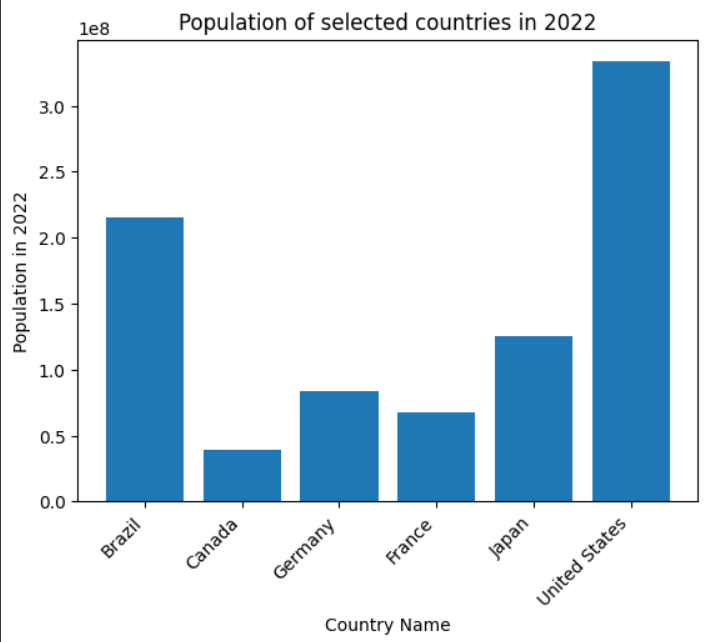 Population of selected countries in 2022
1e8
3.0
2.5
2.0
1.5
1.0
0.5
0.0
Population in 2022
Brazil
Canada
Germany
France
Japan
United States
Country Name